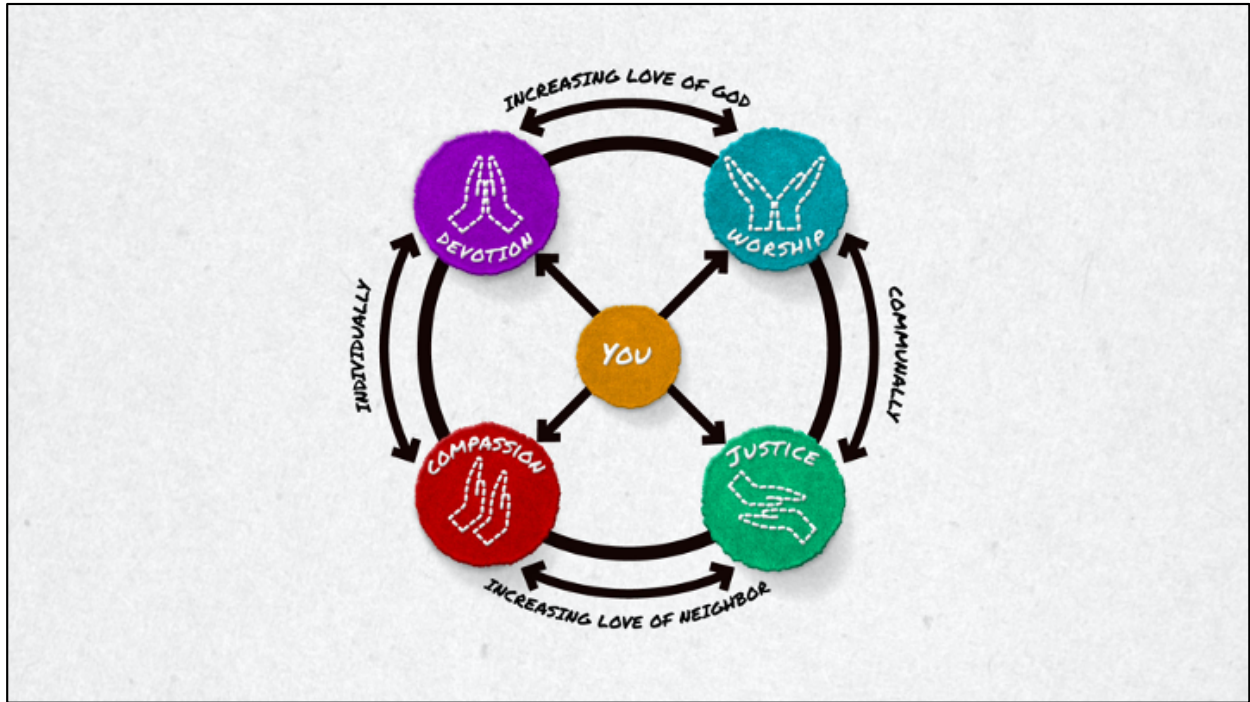 INCREASING LOVE OF GOD
DEVOTION
WORSHIP
INDIVIDUALLY
YOU
COMMUNALLY
COMPASSION
JUSTICE
INCREASING LOVE OF NEIGHBOR